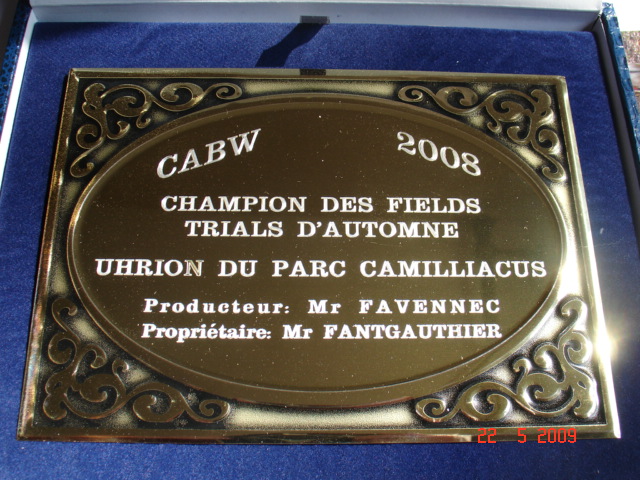 CABW 2008
CHAMPION DES FIELDS
TRIALS D'AUTOMNE
UHRION DU PARC CAMILLIACUS
Producteur: Mr FAVENNEC
Propriétaire: Mr FANTGAUTHIER
22 5 2009